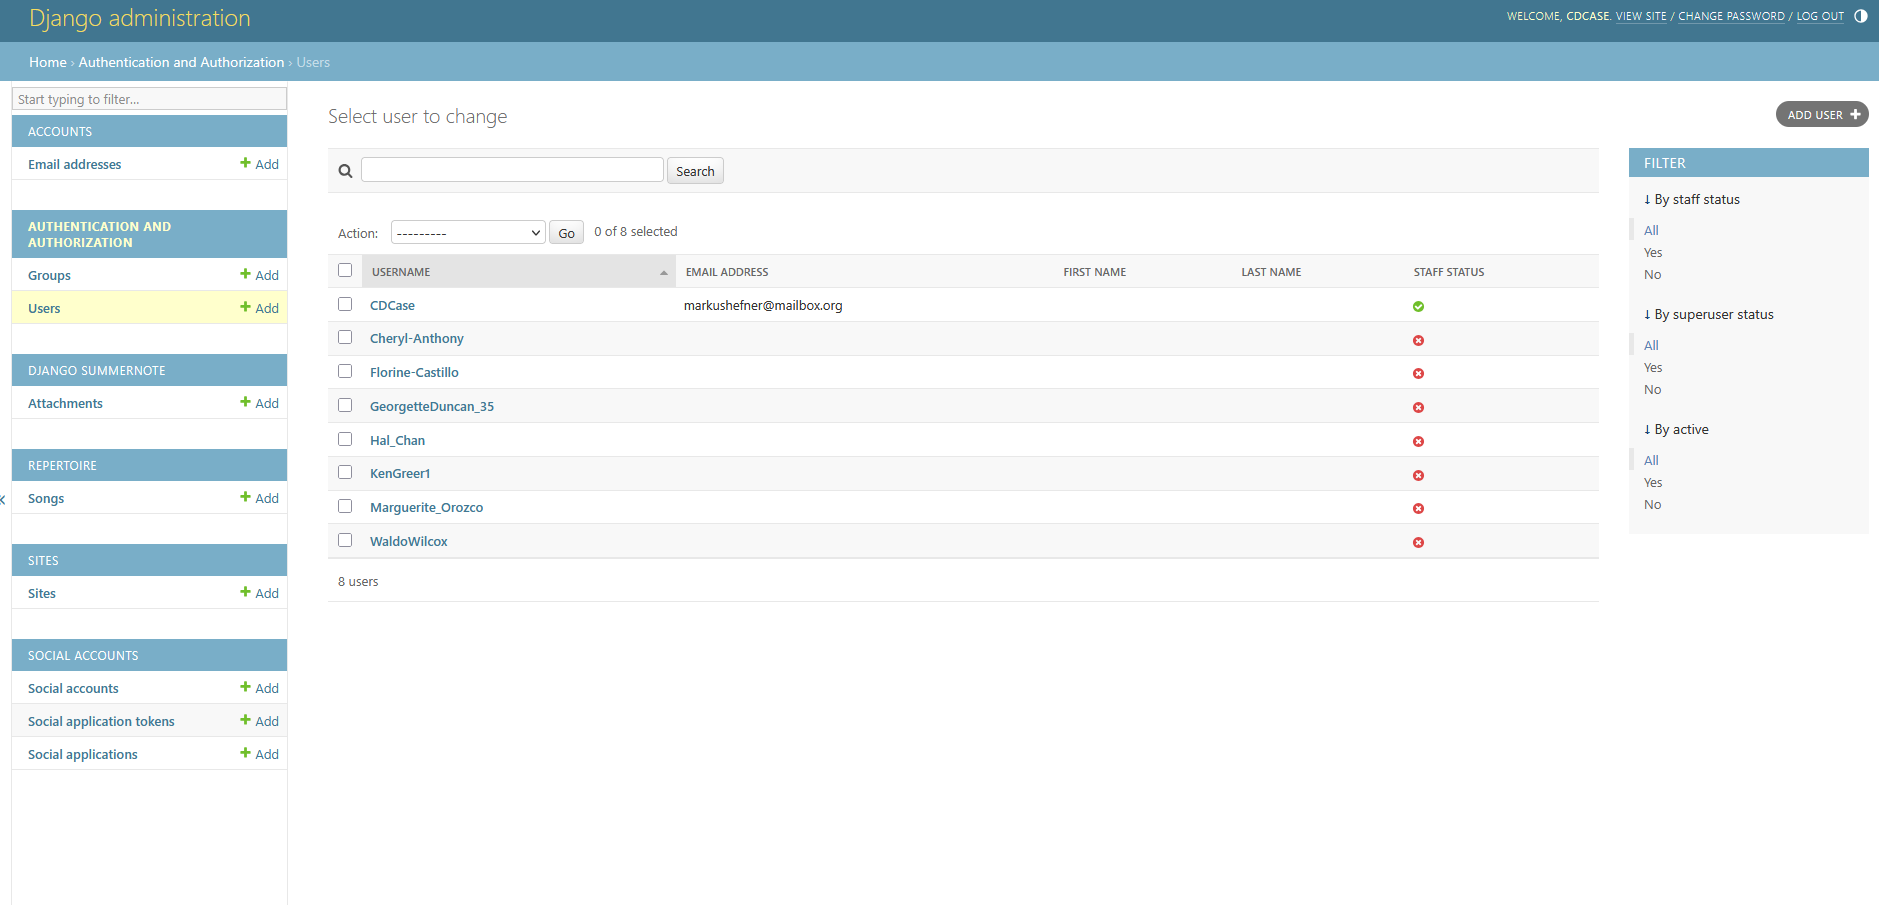 Django administration
WELCOME, CDCASE. VIEW SITE / CHANGE PASSWORD / LOG OUT
Home › Authentication and Authorization › Users
Start typing to filter...
ACCOUNTS
Email addresses + Add
AUTHENTICATION AND
AUTHORIZATION
Groups + Add
Users + Add
DJANGO SUMMERNOTE
Attachments + Add
REPERTOIRE
Songs + Add
SITES
Sites + Add
SOCIAL ACCOUNTS
Social accounts + Add
Social application tokens + Add
Social applications + Add
«
Select user to change
ADD USER +
Search
Action: --------- Go 0 of 8 selected
USERNAME EMAIL ADDRESS FIRST NAME LAST NAME STAFF STATUS
CDCase markushefner@mailbox.org
Cheryl-Anthony
Florine-Castillo
GeorgetteDuncan_35
Hal_Chan
KenGreer1
Marguerite_Orozco
WaldoWilcox
8 users
FILTER
↓ By staff status
All
Yes
No
↓ By superuser status
All
Yes
No
↓ By active
All
Yes
No